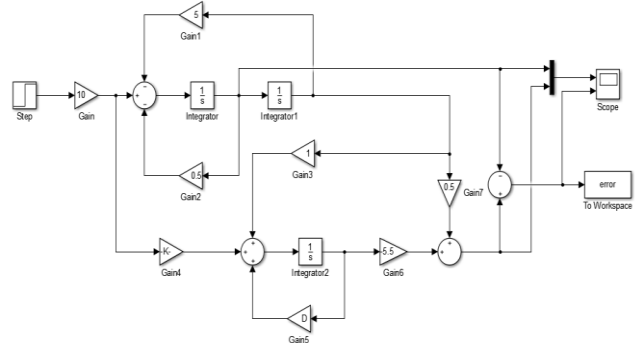 5
Gain1
Step
10
Gain
+
−
−
1
s
Integrator
1
s
Integrator1
Scope
0.5
Gain2
1
Gain3
0.5
Gain7
−
+
error
To Workspace
-K-
Gain4
+
+
+
1
s
Integrator2
-5.5
Gain6
+
+
D
Gain5